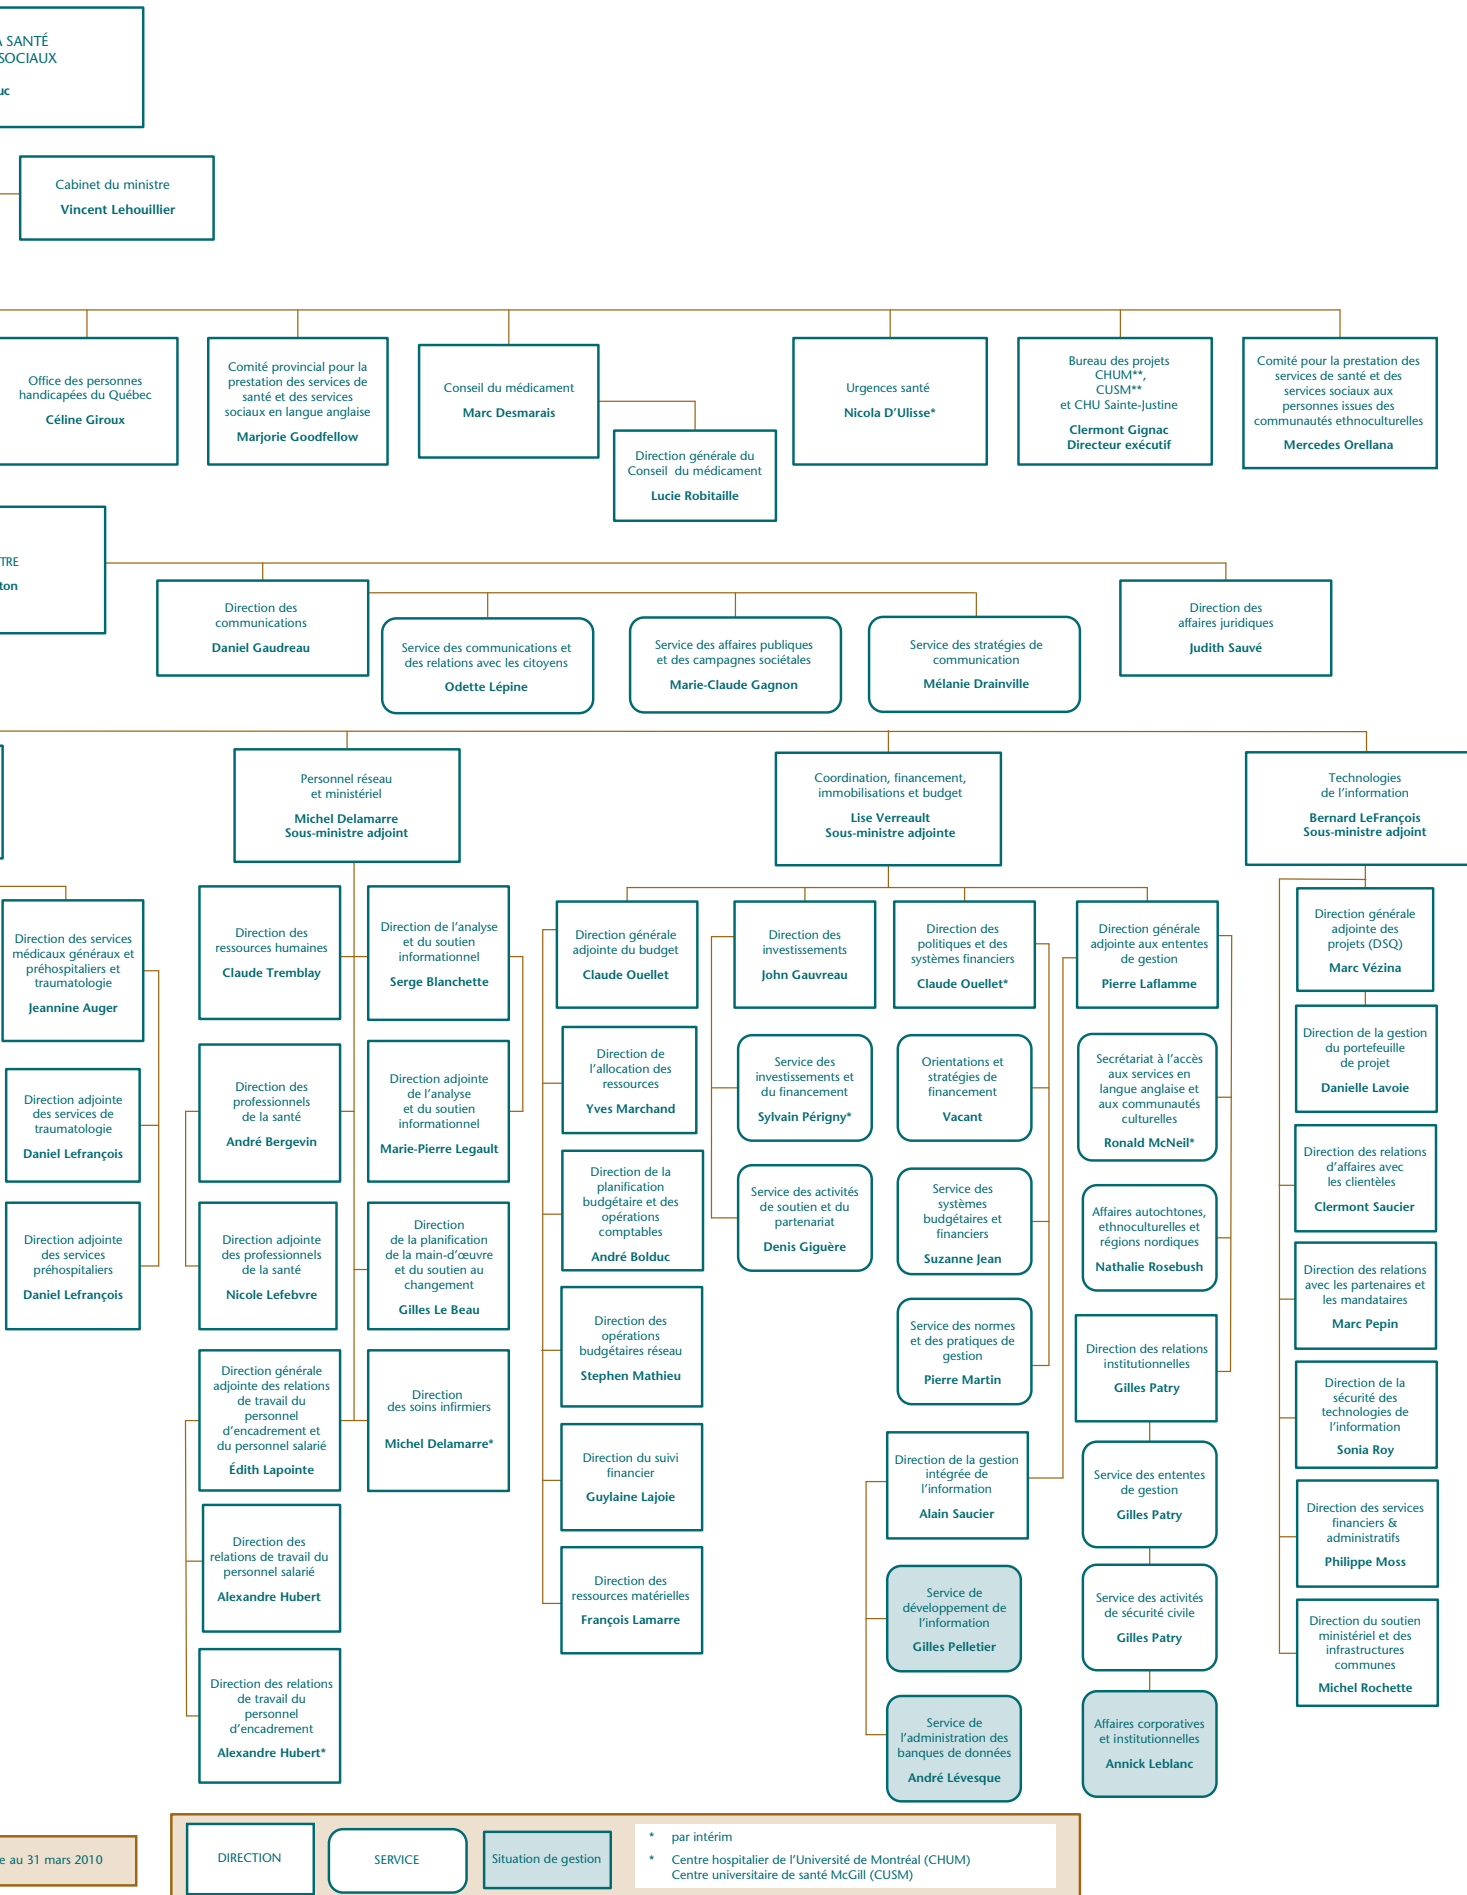 SANTÉ
SOCIAUX
uc
Cabinet du ministre
Vincent Lehouillier
Office des personnes
handicapées du Québec
Céline Giroux
Comité provincial pour la
prestation des services de
santé et des services
sociaux en langue anglaise
Marjorie Goodfellow
Conseil du médicament
Marc Desmarais
Direction générale du
Conseil du médicament
Lucie Robitaille
Urgences santé
Nicola D'Ulisse*
Bureau des projets
CHUM**,
CUSM**
et CHU Sainte-Justine
Clermont Gignac
Directeur exécutif
Comité pour la prestation des
services de santé et des
services sociaux aux
personnes issues des
communautés ethnoculturelles
Mercedes Orellana
TRE
ton
Direction des
communications
Daniel Gaudreau
Service des communications et
des relations avec les citoyens
Odette Lépine
Service des affaires publiques
et des campagnes sociétales
Marie-Claude Gagnon
Service des stratégies de
communication
Mélanie Drainville
Direction des
affaires juridiques
Judith Sauvé
Personnel réseau
et ministériel
Michel Delamarre
Sous-ministre adjoint
Coordination, financement,
immobilisations et budget
Lise Verreault
Sous-ministre adjointe
Technologies
de l'information
Bernard LeFrançois
Sous-ministre adjoint
Direction des services
médicaux généraux et
préhospitaliers et
traumatologie
Jeannine Auger
Direction adjointe
des services de
traumatologie
Daniel Lefrançois
Direction adjointe
des services
préhospitaliers
Daniel Lefrançois
Direction des
ressources humaines
Claude Tremblay
Direction des
professionnels
de la santé
André Bergevin
Direction adjointe
des professionnels
de la santé
Nicole Lefebvre
Direction générale
adjointe des relations
de travail du
personnel
d'encadrement et
du personnel salarié
Édith Lapointe
Direction des
relations de travail du
personnel salarié
Alexandre Hubert
Direction des relations
de travail du
personnel
d'encadrement
Alexandre Hubert*
Direction de l'analyse
et du soutien
informationnel
Serge Blanchette
Direction adjointe
de l'analyse
et du soutien
informationnel
Marie-Pierre Legault
Direction
de la planification
de la main-d'œuvre
et du soutien au
changement
Gilles Le Beau
Direction
des soins infirmiers
Michel Delamarre*
Direction générale
adjointe du budget
Claude Ouellet
Direction de
l'allocation des
ressources
Yves Marchand
Direction de la
planification
budgétaire et des
opérations
comptables
André Bolduc
Direction des
opérations
budgétaires réseau
Stephen Mathieu
Direction du suivi
financier
Guylaine Lajoie
Direction des
ressources matérielles
François Lamarre
Direction des
investissements
John Gauvreau
Service des
investissements et
du financement
Sylvain Périgny*
Service des activités
de soutien et du
partenariat
Denis Giguère
Direction des
politiques et des
systèmes financiers
Claude Ouellet*
Orientations et
stratégies de
financement
Vacant
Service des
systèmes
budgétaires et
financiers
Suzanne Jean
Service des normes
et des pratiques de
gestion
Pierre Martin
Direction de la gestion
intégrée de
l'information
Alain Saucier
Service de
développement de
l'information
Gilles Pelletier
Service de
l'administration des
banques de données
André Lévesque
Direction générale
adjointe aux ententes
de gestion
Pierre Laflamme
Secrétariat à l'accès
aux services en
langue anglaise et
aux communautés
culturelles
Ronald McNeil*
Affaires autochtones,
ethnoculturelles et
régions nordiques
Nathalie Rosebush
Direction des relations
institutionnelles
Gilles Patry
Service des ententes
de gestion
Gilles Patry
Service des activités
de sécurité civile
Gilles Patry
Affaires corporatives
et institutionnelles
Annick Leblanc
Direction générale
adjointe des
projets (DSQ)
Marc Vézina
Direction de la gestion
du portefeuille
de projet
Danielle Lavoie
Direction des relations
d'affaires avec
les clientèles
Clermont Saucier
Direction des relations
avec les partenaires et
les mandataires
Marc Pepin
Direction de la
sécurité des
technologies de
l'information
Sonia Roy
Direction des services
financiers &
administratifs
Philippe Moss
Direction du soutien
ministériel et des
infrastructures
communes
Michel Rochette
e au 31 mars 2010
DIRECTION
SERVICE
Situation de gestion
* par intérim
* Centre hospitalier de l'Université de Montréal (CHUM)
Centre universitaire de santé McGill (CUSM)